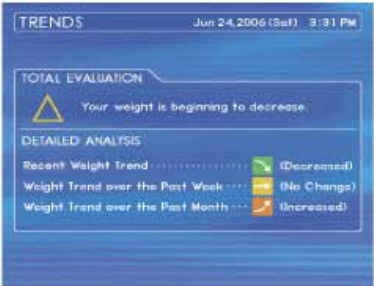 TRENDS Jun 24, 2006 (Sat) 3:31 PM
TOTAL EVALUATION
Your weight is beginning to decrease.
DETAILED ANALYSIS
Recent Weight Trend ·············· (Decreased)
Weight Trend over the Past Week ···· (No Change)
Weight Trend over the Past Month ··· (Increased)